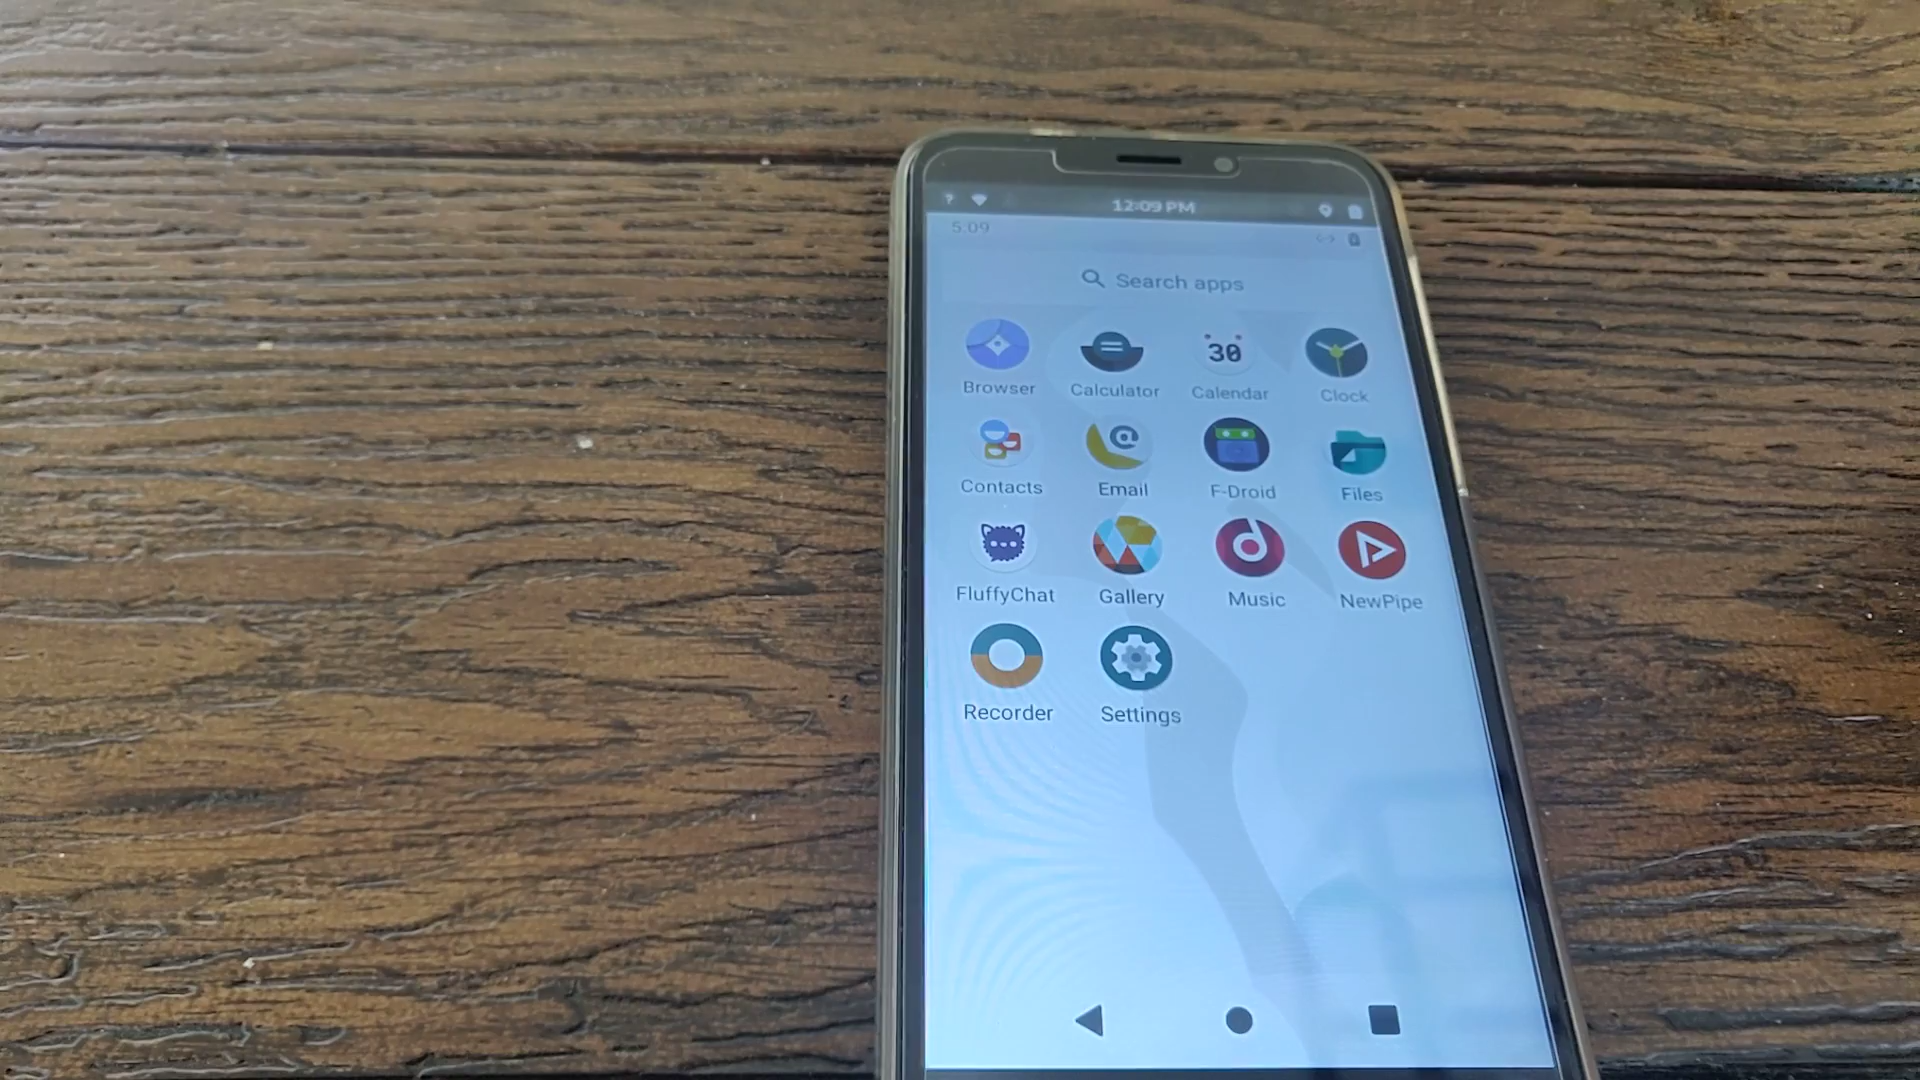 ? 12:09 PM
5:09
Search apps
Browser Calculator Calendar Clock
30
Contacts Email F-Droid Files
@
FluffyChat Gallery Music NewPipe
Recorder Settings